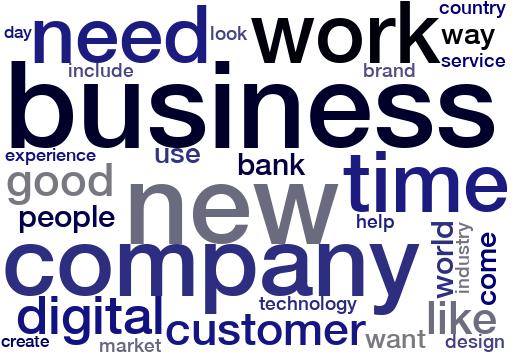 country
day need look work way
include brand service
business
experience use bank
good time
new
people help
company world industry come
technology
digital customer like
create market want design